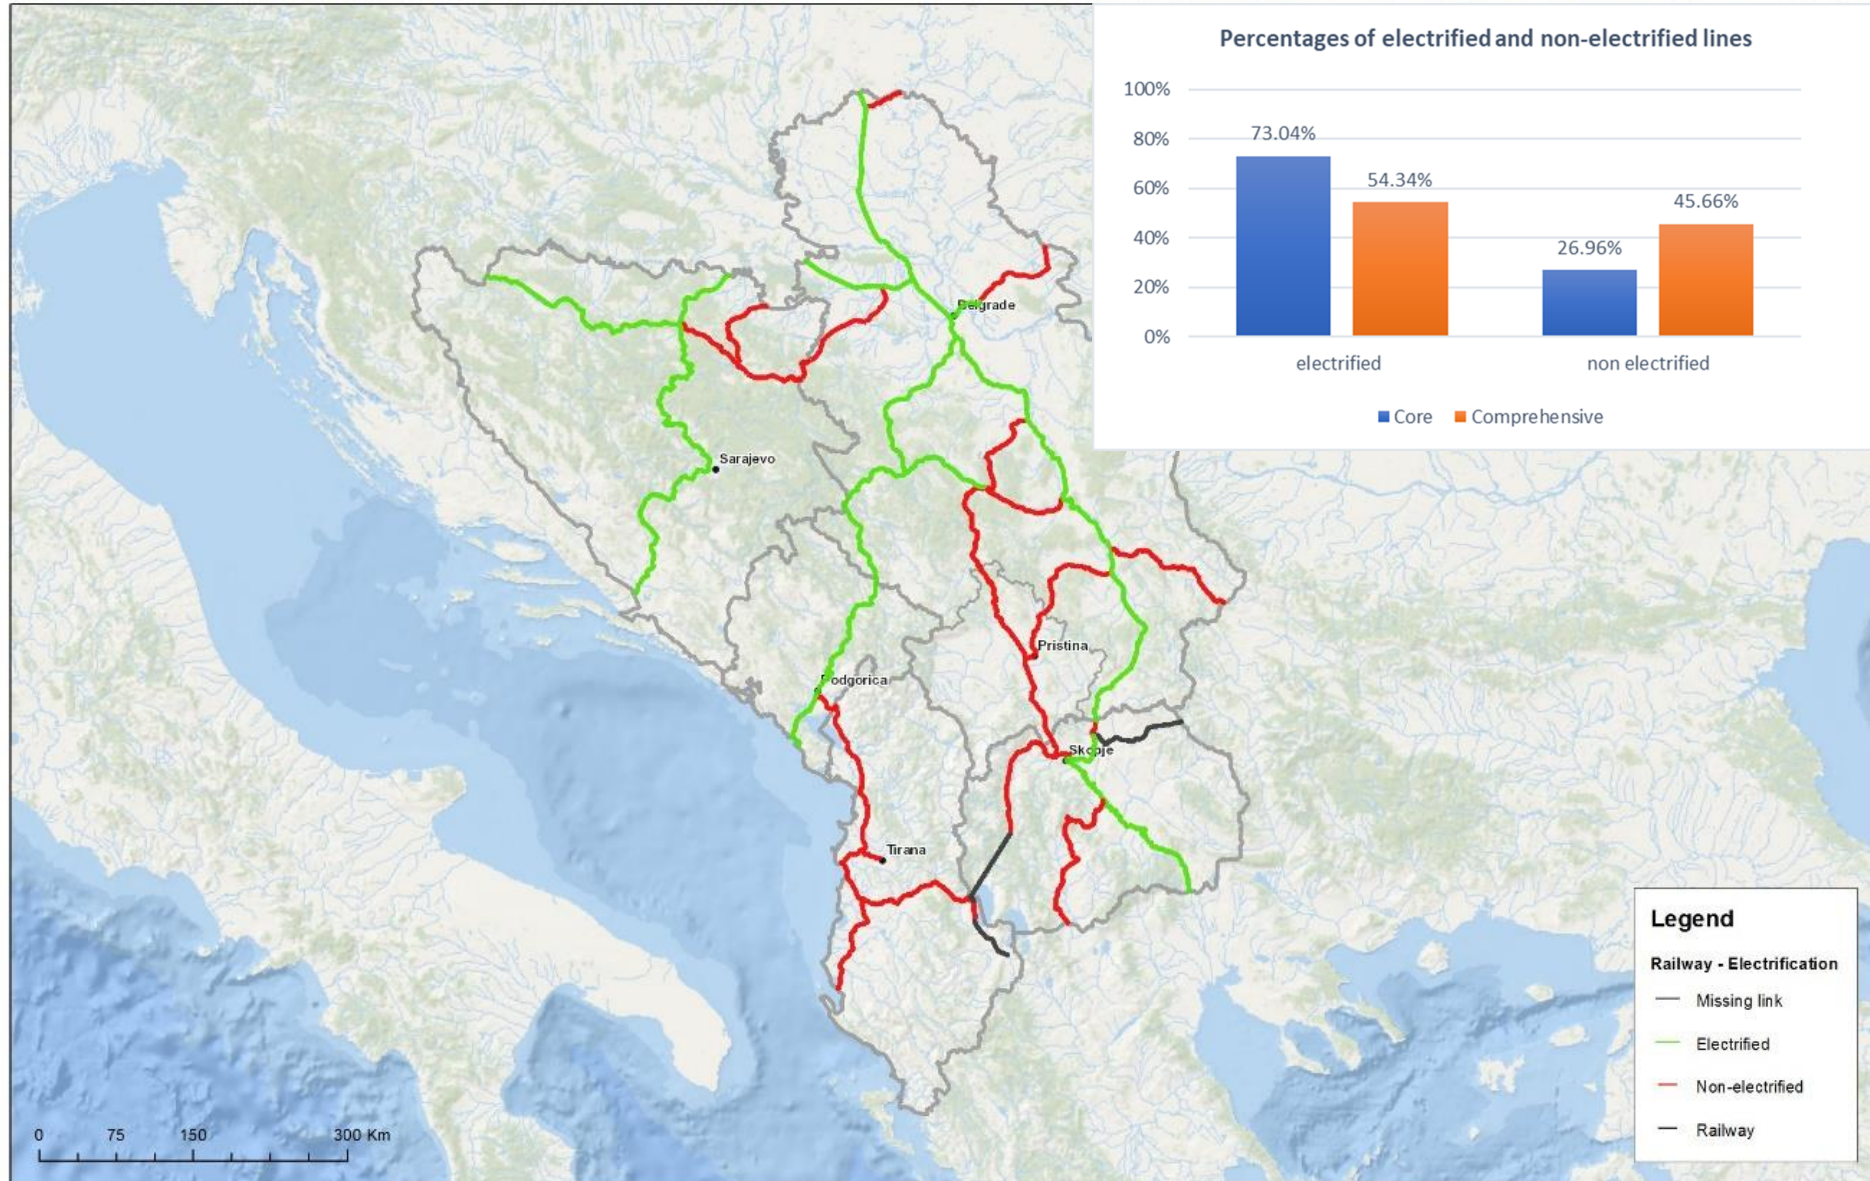 Percentages of electrified and non-electrified lines
100%
80%
60%
40%
20%
0%
73.04%
54.34%
26.96%
45.66%
electrified
non electrified
Core
Comprehensive
Belgrade
Sarajevo
Pristina
Podgorica
Skopje
Tirana
Legend
Railway - Electrification
Missing link
Electrified
Non-electrified
Railway
0 75 150 300 Km